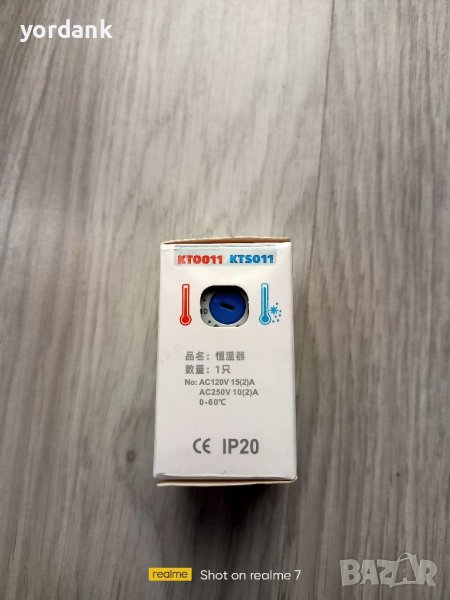 yordank
KTO011 KTS011
品名：恒温器
数量：1只
No: AC120V 15(2)A
AC250V 10(2)A
0-60℃
CE IP20
realme Shot on realme 7
BAZAR